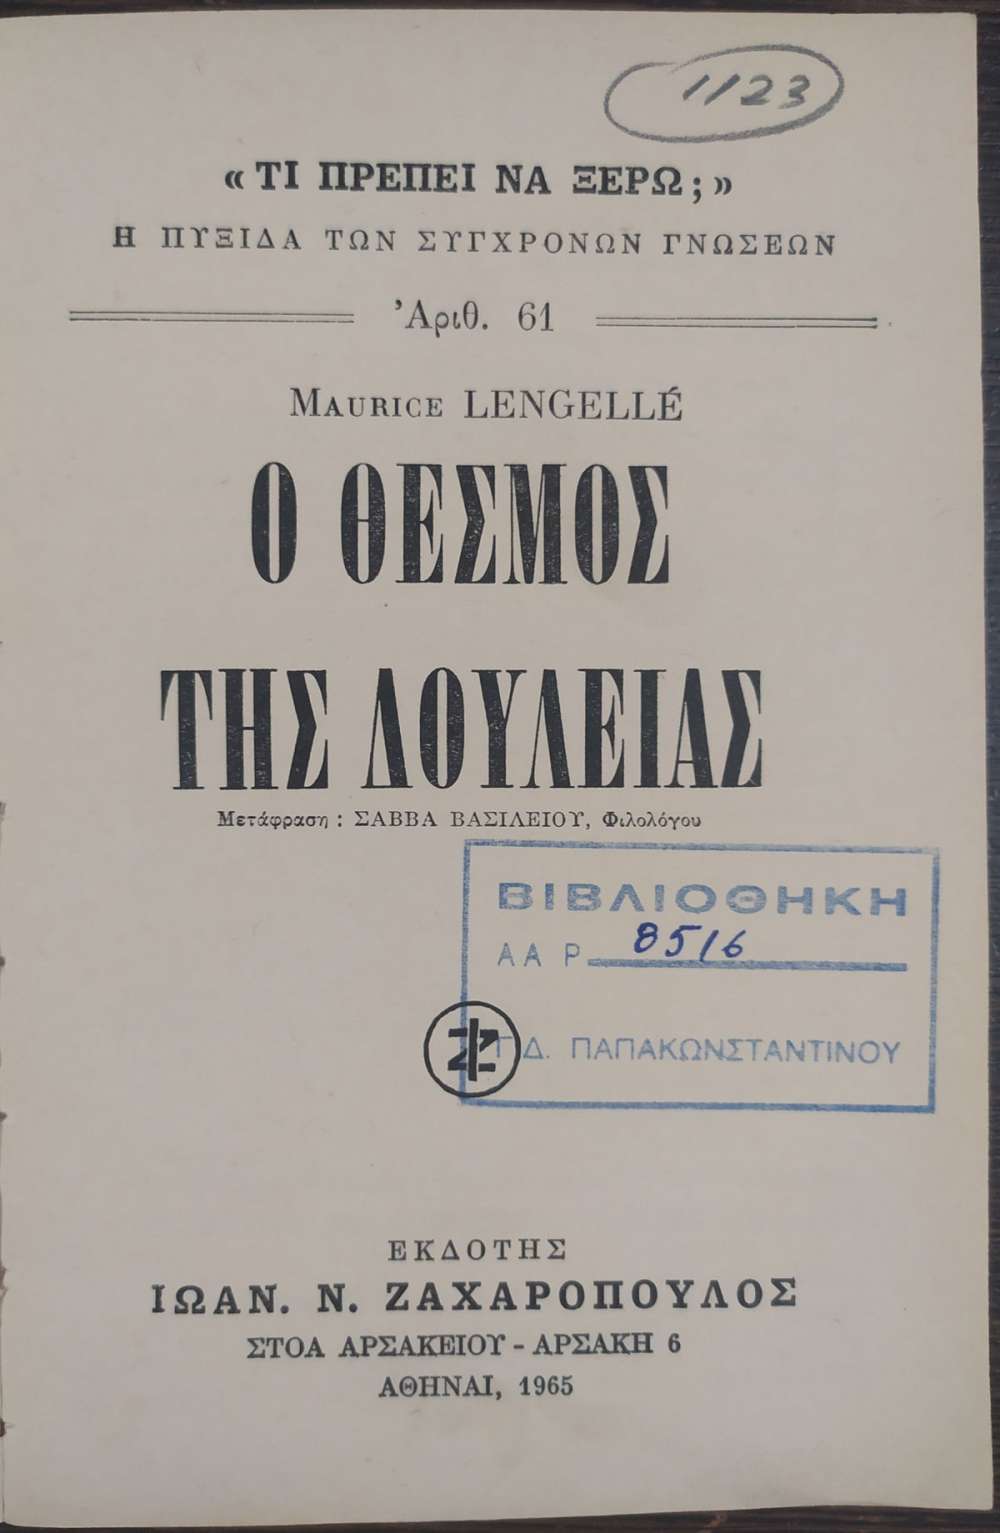 1123
« ΤΙ ΠΡΕΠΕΙ ΝΑ ΞΕΡΩ ; »
Η ΠΥΞΙΔΑ ΤΩΝ ΣΥΓΧΡΟΝΩΝ ΓΝΩΣΕΩΝ
Ἀριθ. 61
MAURICE LENGELLÉ
Ο ΘΕΣΜΟΣ
ΤΗΣ ΔΟΥΛΕΙΑΣ
Μετάφραση : ΣΑΒΒΑ ΒΑΣΙΛΕΙΟΥ, Φιλολόγου
ΒΙΒΛΙΟΘΗΚΗ
ΑΑ Ρ 8516
Γ.Δ. ΠΑΠΑΚΩΝΣΤΑΝΤΙΝΟΥ
ΕΚΔΟΤΗΣ
ΙΩΑΝ. Ν. ΖΑΧΑΡΟΠΟΥΛΟΣ
ΣΤΟΑ ΑΡΣΑΚΕΙΟΥ - ΑΡΣΑΚΗ 6
ΑΘΗΝΑΙ, 1965